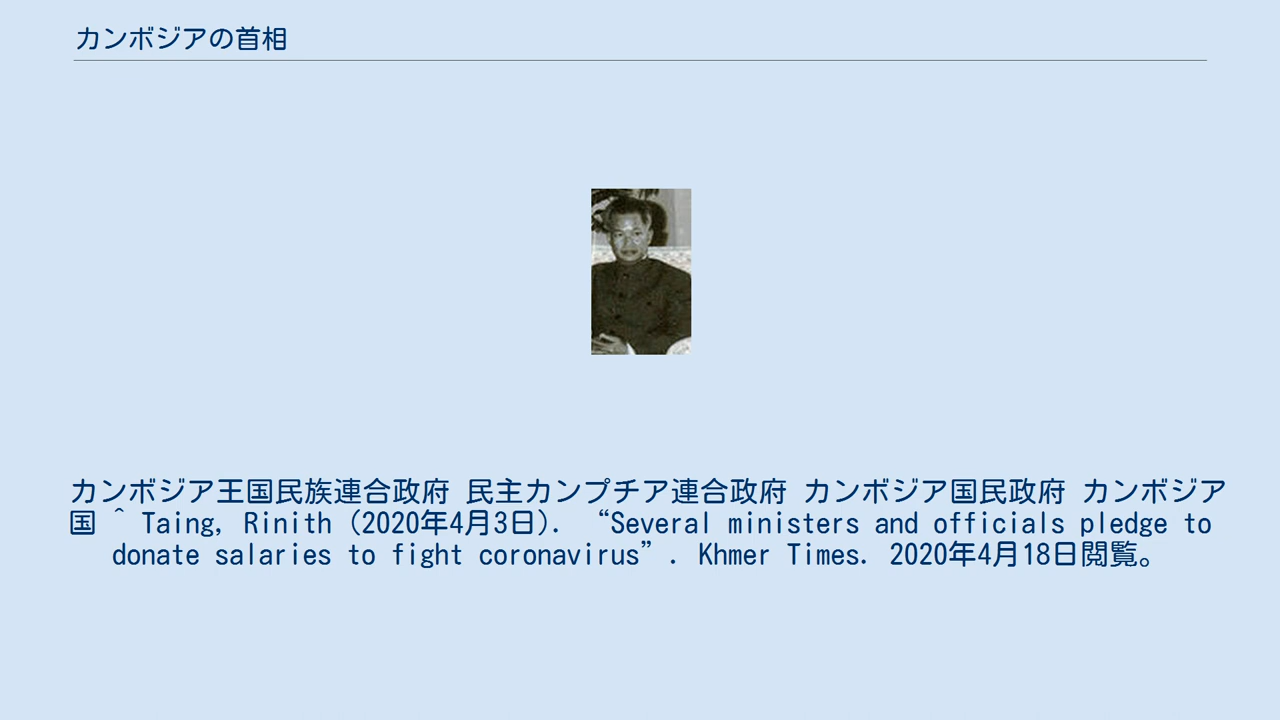 カンボジアの首相
カンボジア王国民族連合政府 民主カンプチア連合政府 カンボジア国民政府 カンボジア
国 ^ Taing, Rinith (2020年4月3日). “Several ministers and officials pledge to
donate salaries to fight coronavirus”. Khmer Times. 2020年4月18日閲覧。